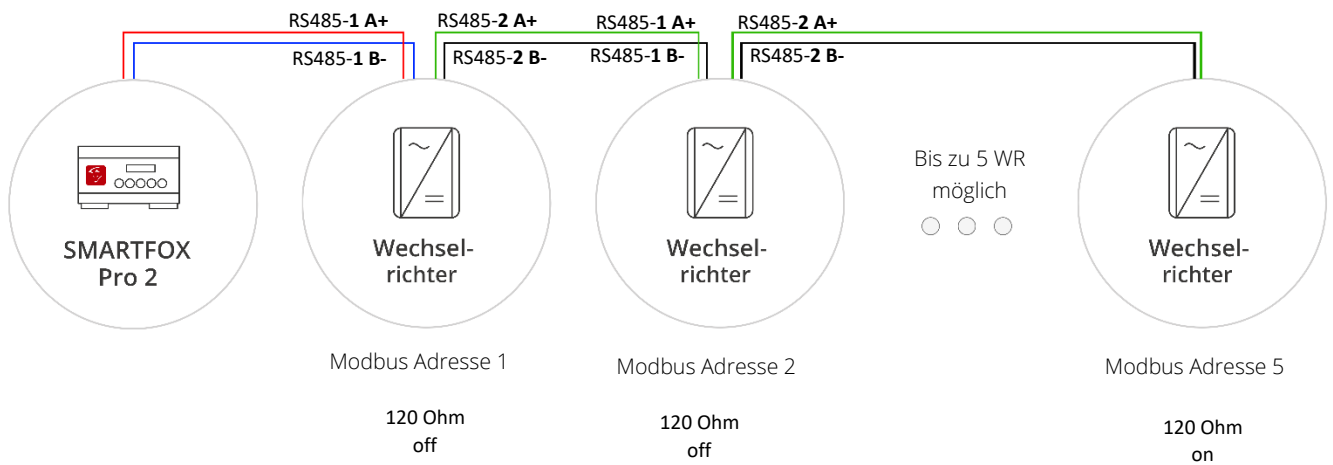 RS485-1 A+
RS485-2 A+
RS485-1 A+
RS485-2 A+
RS485-1 B-
RS485-2 B-
RS485-1 B-
RS485-2 B-
SMARTFOX
Pro 2
Wechsel-
richter
Wechsel-
richter
Bis zu 5 WR
möglich
Wechsel-
richter
Modbus Adresse 1
Modbus Adresse 2
Modbus Adresse 5
120 Ohm
off
120 Ohm
off
120 Ohm
on